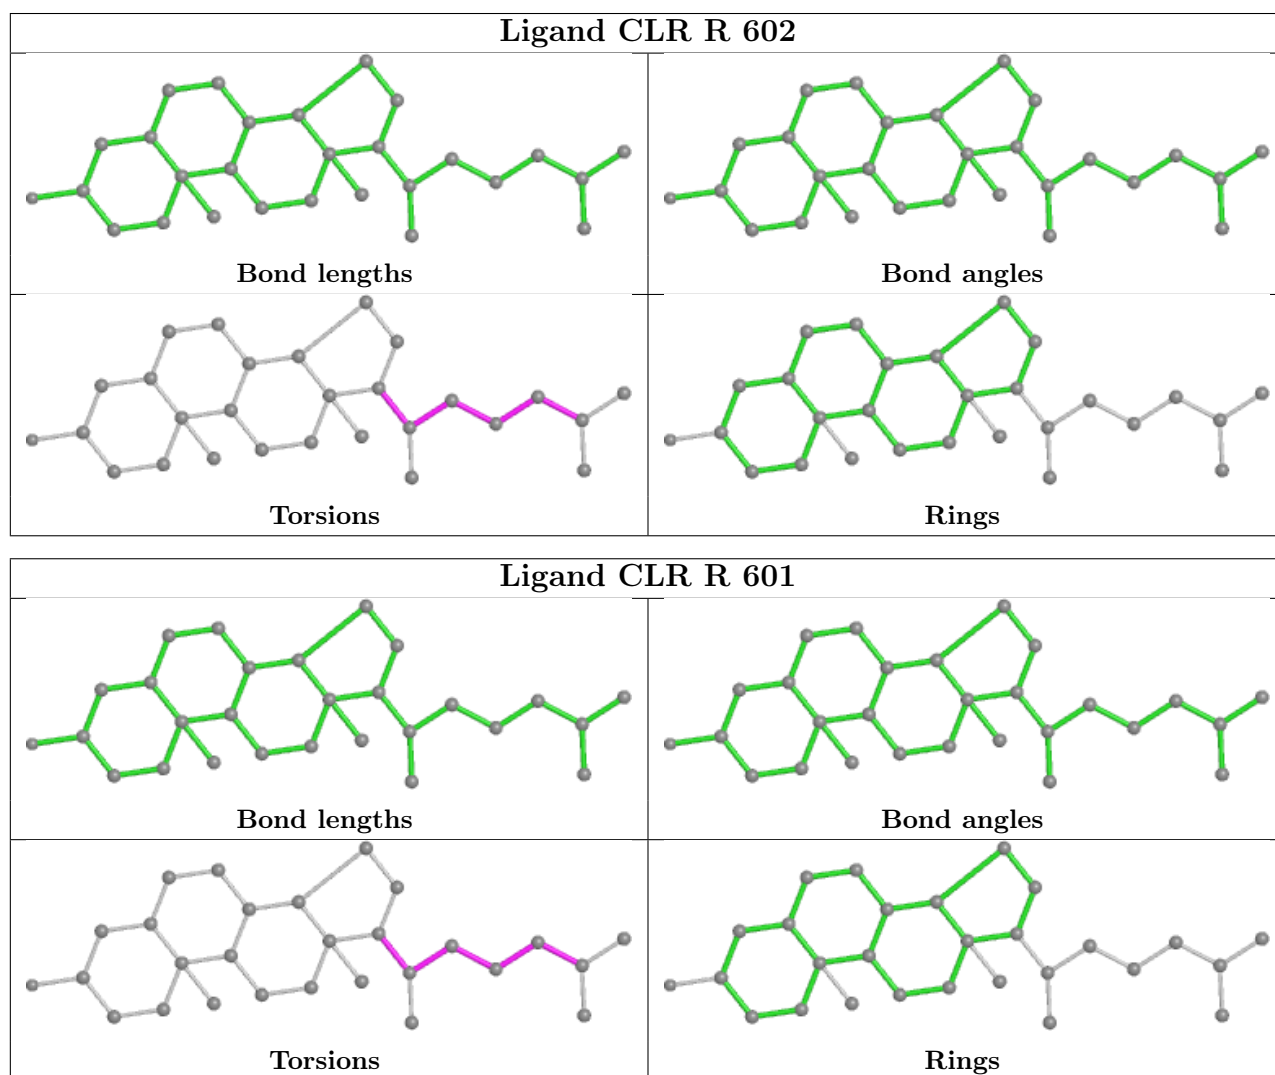 Ligand CLR R 602
Bond lengths
Bond angles
Torsions
Rings
Ligand CLR R 601
Bond lengths
Bond angles
Torsions
Rings